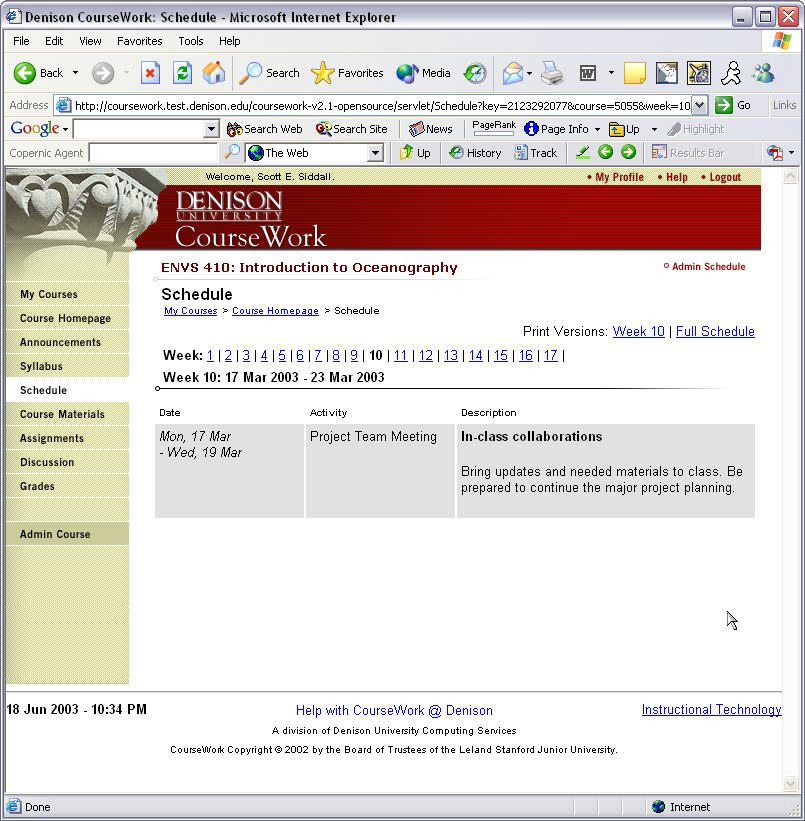 Denison CourseWork: Schedule - Microsoft Internet Explorer
File Edit View Favorites Tools Help
Back Search Favorites Media
Address http://coursework.test.denison.edu/coursework-v2.1-opensource/servlet/Schedule?key=2123292077&course=5055&week=10 Go Links
Google Search Web Search Site News PageRank Page Info Up Highlight
Copernic Agent The Web Up History Track Results Bar
Welcome, Scott E. Siddall. • My Profile • Help • Logout
DENISON
UNIVERSITY
CourseWork
ENVS 410: Introduction to Oceanography Admin Schedule
My Courses
Course Homepage
Announcements
Syllabus
Schedule
Course Materials
Assignments
Discussion
Grades
Admin Course
Schedule
My Courses > Course Homepage > Schedule
Print Versions: Week 10 | Full Schedule
Week: 1 | 2 | 3 | 4 | 5 | 6 | 7 | 8 | 9 | 10 | 11 | 12 | 13 | 14 | 15 | 16 | 17 |
Week 10: 17 Mar 2003 - 23 Mar 2003
Date Activity Description
Mon, 17 Mar Project Team Meeting In-class collaborations
- Wed, 19 Mar
Bring updates and needed materials to class. Be
prepared to continue the major project planning.
18 Jun 2003 - 10:34 PM Help with CourseWork @ Denison Instructional Technology
A division of Denison University Computing Services
CourseWork Copyright © 2002 by the Board of Trustees of the Leland Stanford Junior University.
Done Internet